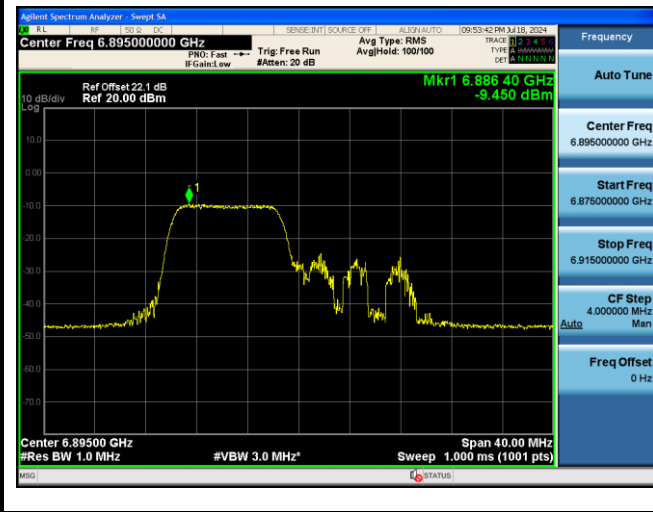 Agilent Spectrum Analyzer - Swept SA
RL RF 50 Ω DC SENSE:INT SOURCE OFF ALIGN AUTO 09:53:42 PM Jul 18, 2024
Center Freq 6.895000000 GHz
PNO: Fast
IFGain:Low
Trig: Free Run
#Atten: 20 dB
Avg Type: RMS
Avg|Hold: 100/100
TRACE 1 2 3 4 5 6
TYPE A
DET A N N N N N
Mkr1 6.886 40 GHz
-9.450 dBm
Ref Offset 22.1 dB
10 dB/div Ref 20.00 dBm
Log
10.0
0.00
-10.0
-20.0
-30.0
-40.0
-50.0
-60.0
-70.0
1
Center 6.89500 GHz Span 40.00 MHz
#Res BW 1.0 MHz #VBW 3.0 MHz* Sweep 1.000 ms (1001 pts)
MSG STATUS
Frequency
Auto Tune
Center Freq
6.895000000 GHz
Start Freq
6.875000000 GHz
Stop Freq
6.915000000 GHz
CF Step
4.000000 MHz
Auto Man
Freq Offset
0 Hz